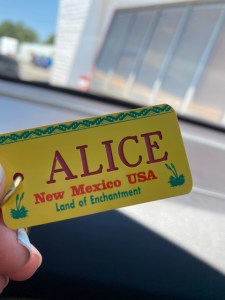 ALICE
New Mexico USA
Land of Enchantment